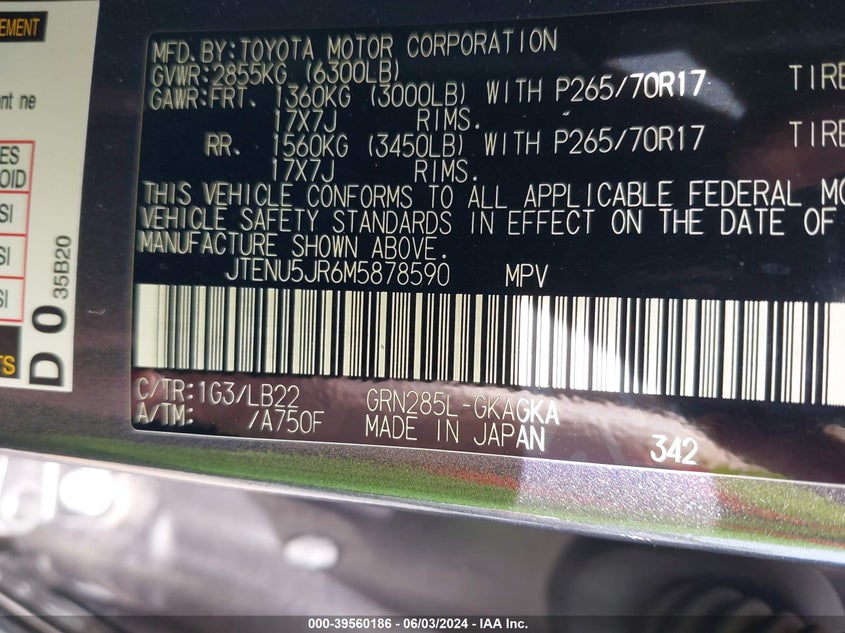 EMENT
nt ne
ES
OID
SI
SI
SI
TS
D 0
35B20
MFD. BY: TOYOTA MOTOR CORPORATION
GVWR: 2855KG (6300LB)
GAWR: FRT. 1360KG (3000LB) WITH P265/70R17 TIRE
17X7J RIMS.
RR. 1560KG (3450LB) WITH P265/70R17 TIRE
17X7J RIMS.
THIS VEHICLE CONFORMS TO ALL APPLICABLE FEDERAL MO
VEHICLE SAFETY STANDARDS IN EFFECT ON THE DATE OF
MANUFACTURE SHOWN ABOVE.
JTENU5JR6M5878590 MPV
C/TR: 1G3/LB22 GRN285L-GKAGKA
A/TM: /A750F MADE IN JAPAN 342
000-39560186 - 06/03/2024 - IAA Inc.